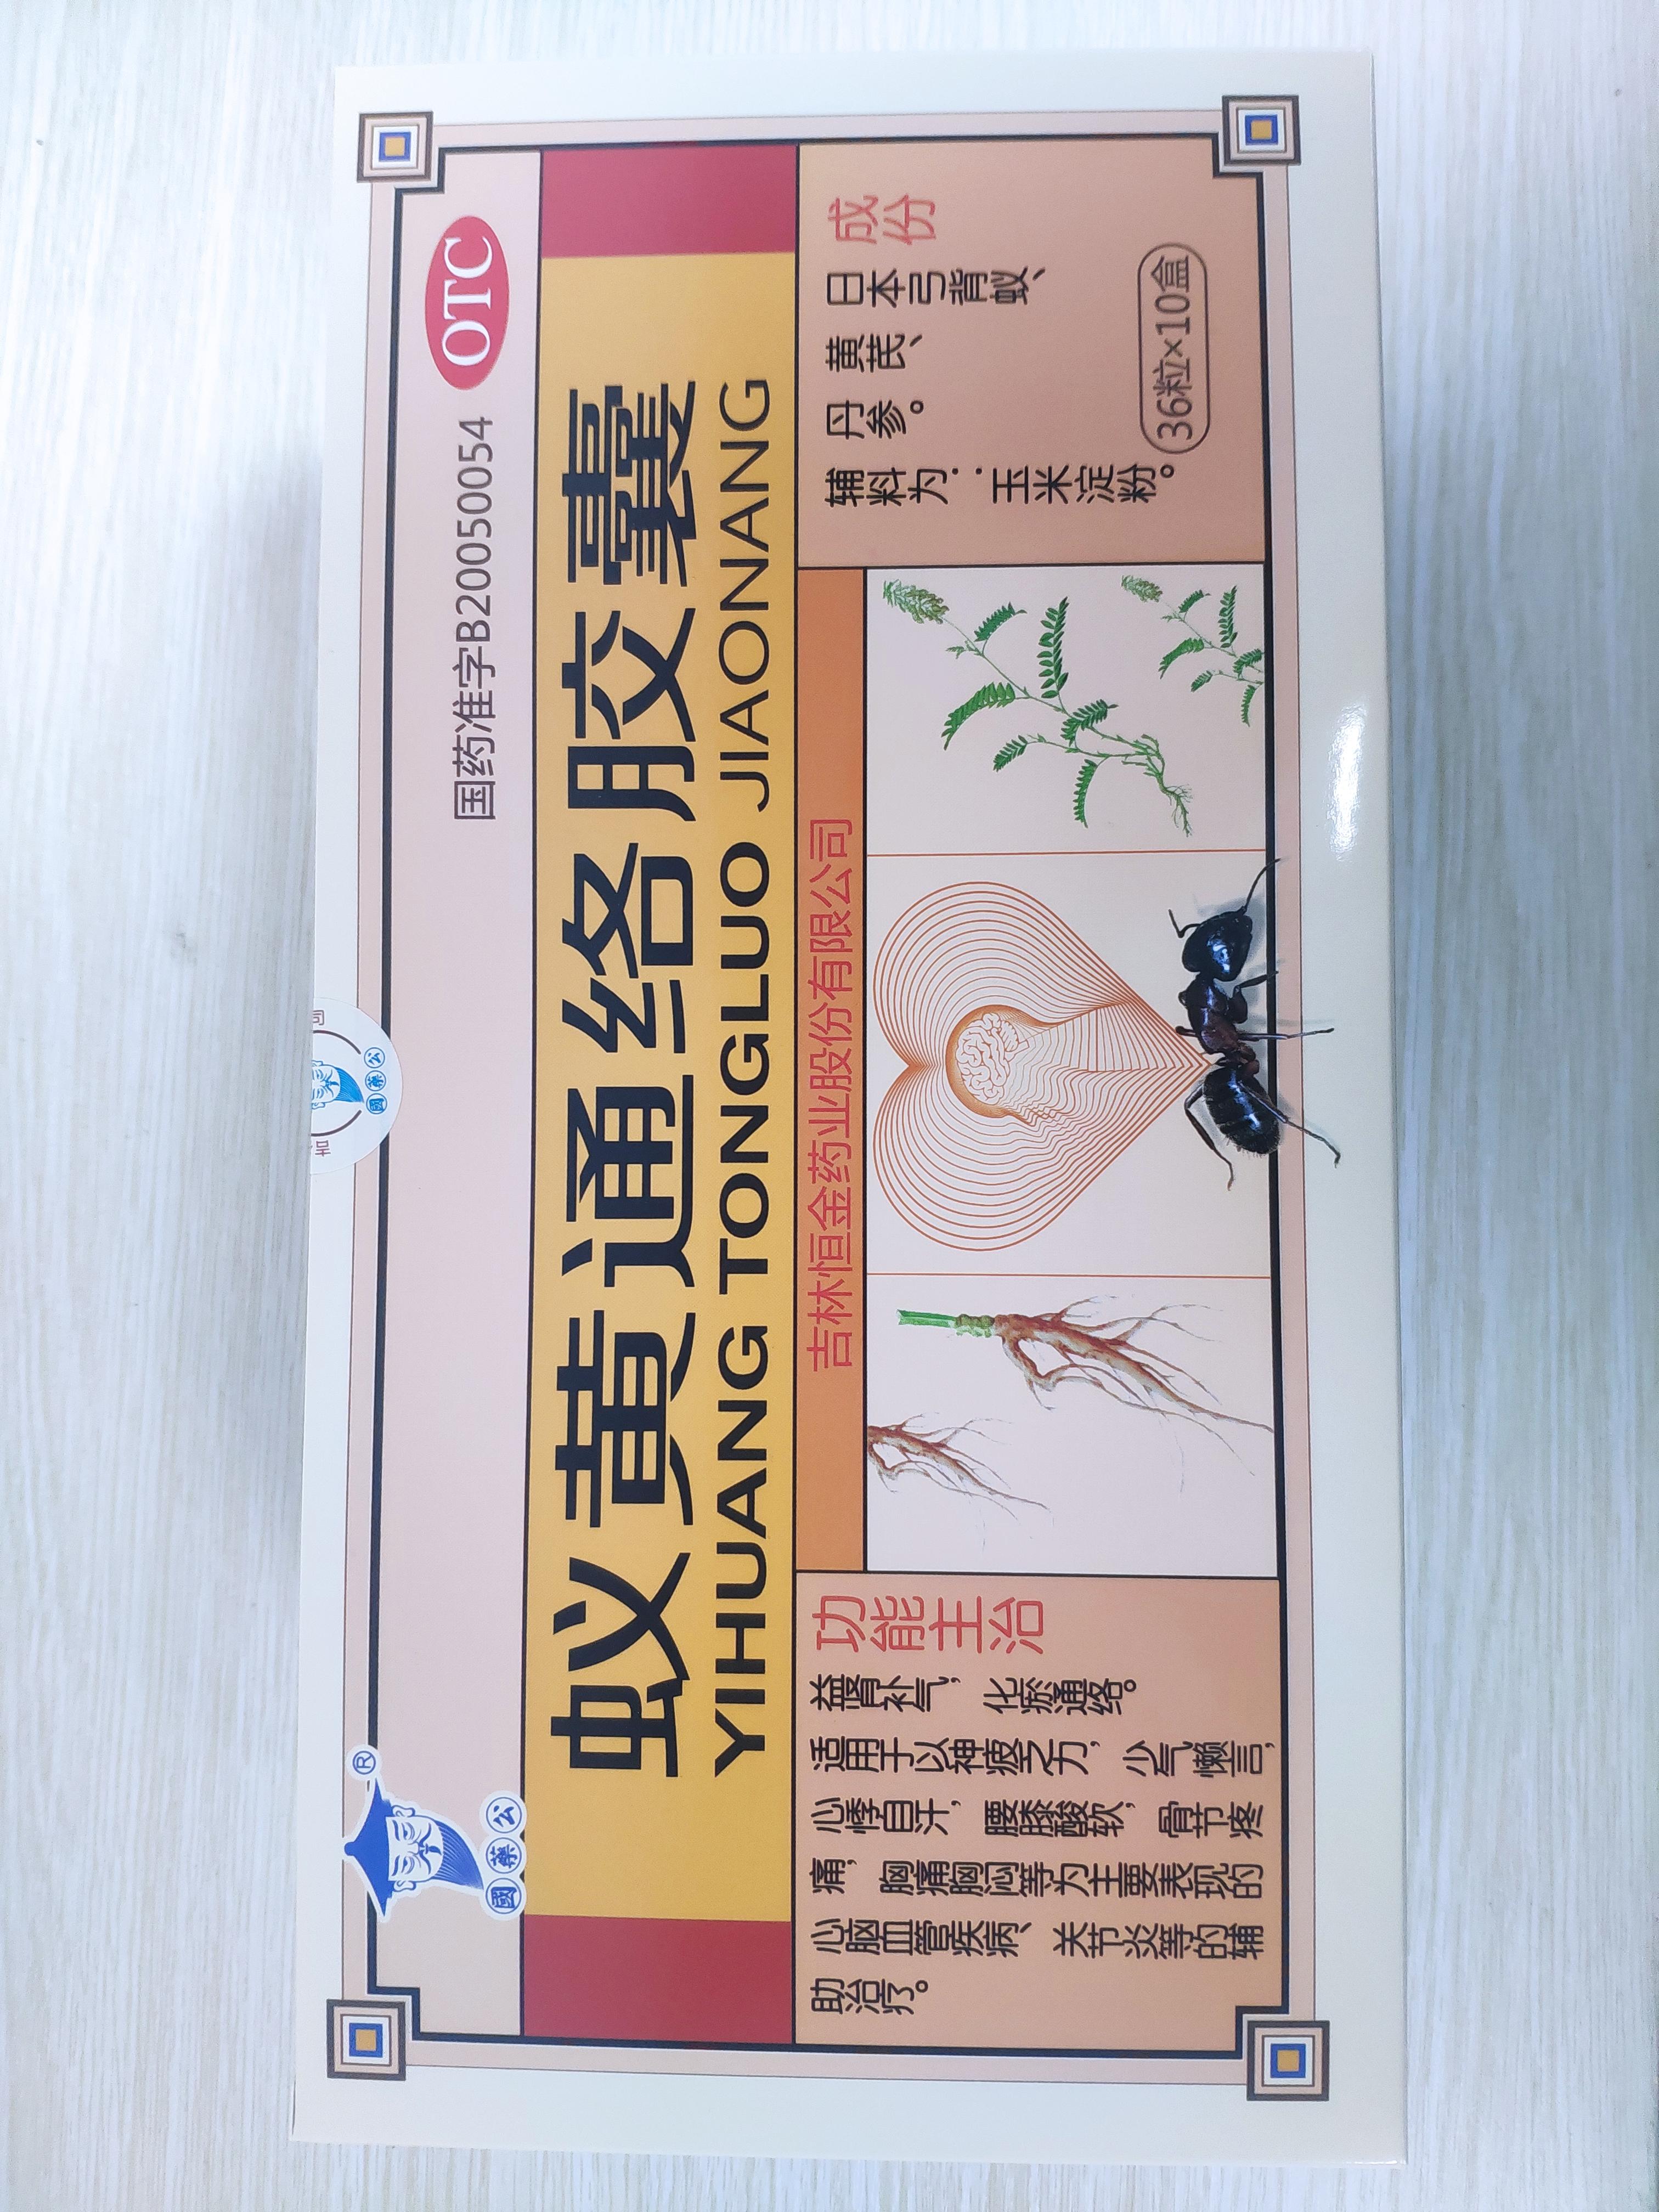 國藥公
®
国药准字B20050054
OTC
蚁黄通络胶囊
YIHUANG TONGLUO JIAONANG
吉林恒金药业股份有限公司
功能主治
益肾补气，化瘀通络。
适用于以神疲乏力，少气懒言，
心悸自汗，腰膝酸软，骨节疼
痛，胸痛胸闷等为主要表现的
心脑血管疾病、关节炎等的辅
助治疗。
成份
日本弓背蚁、
黄芪、
丹参。
辅料为：玉米淀粉。
36粒×10盒
吉
司
國藥公